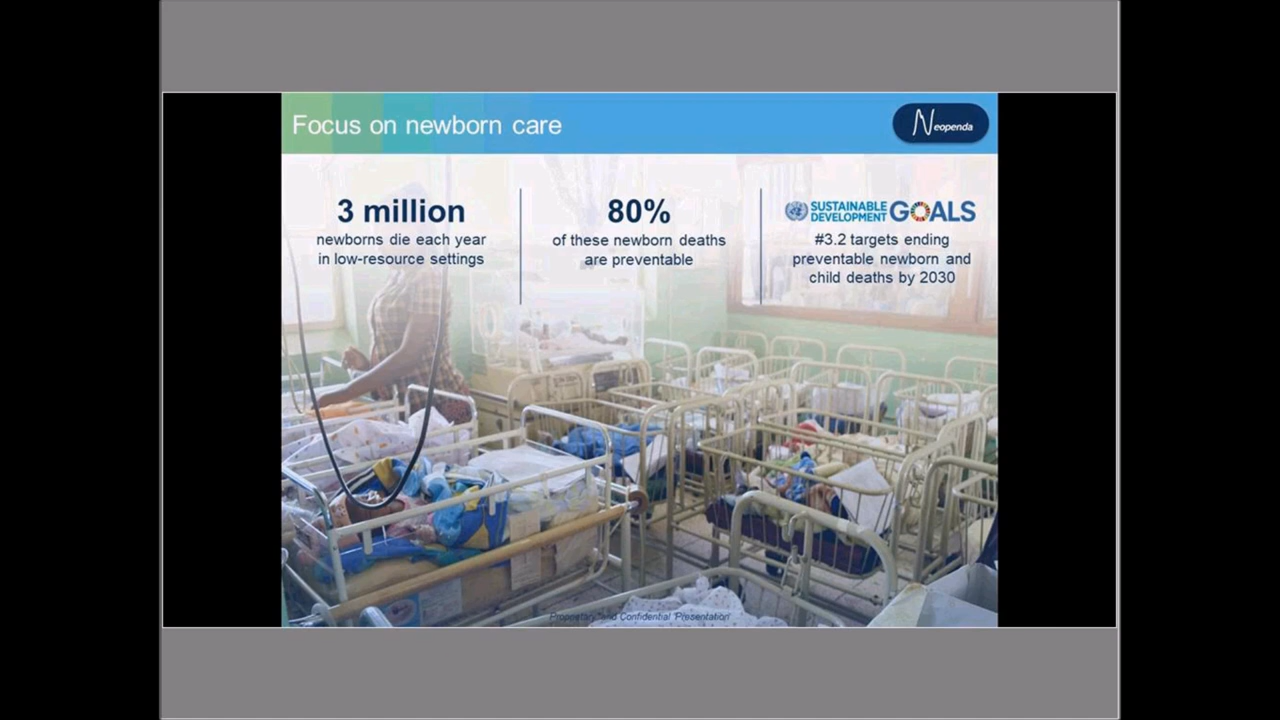 Focus on newborn care
Neopenda
3 million
newborns die each year
in low-resource settings
80%
of these newborn deaths
are preventable
SUSTAINABLE
DEVELOPMENT GOALS
#3.2 targets ending
preventable newborn and
child deaths by 2030
Proprietary and Confidential 'Presentation'